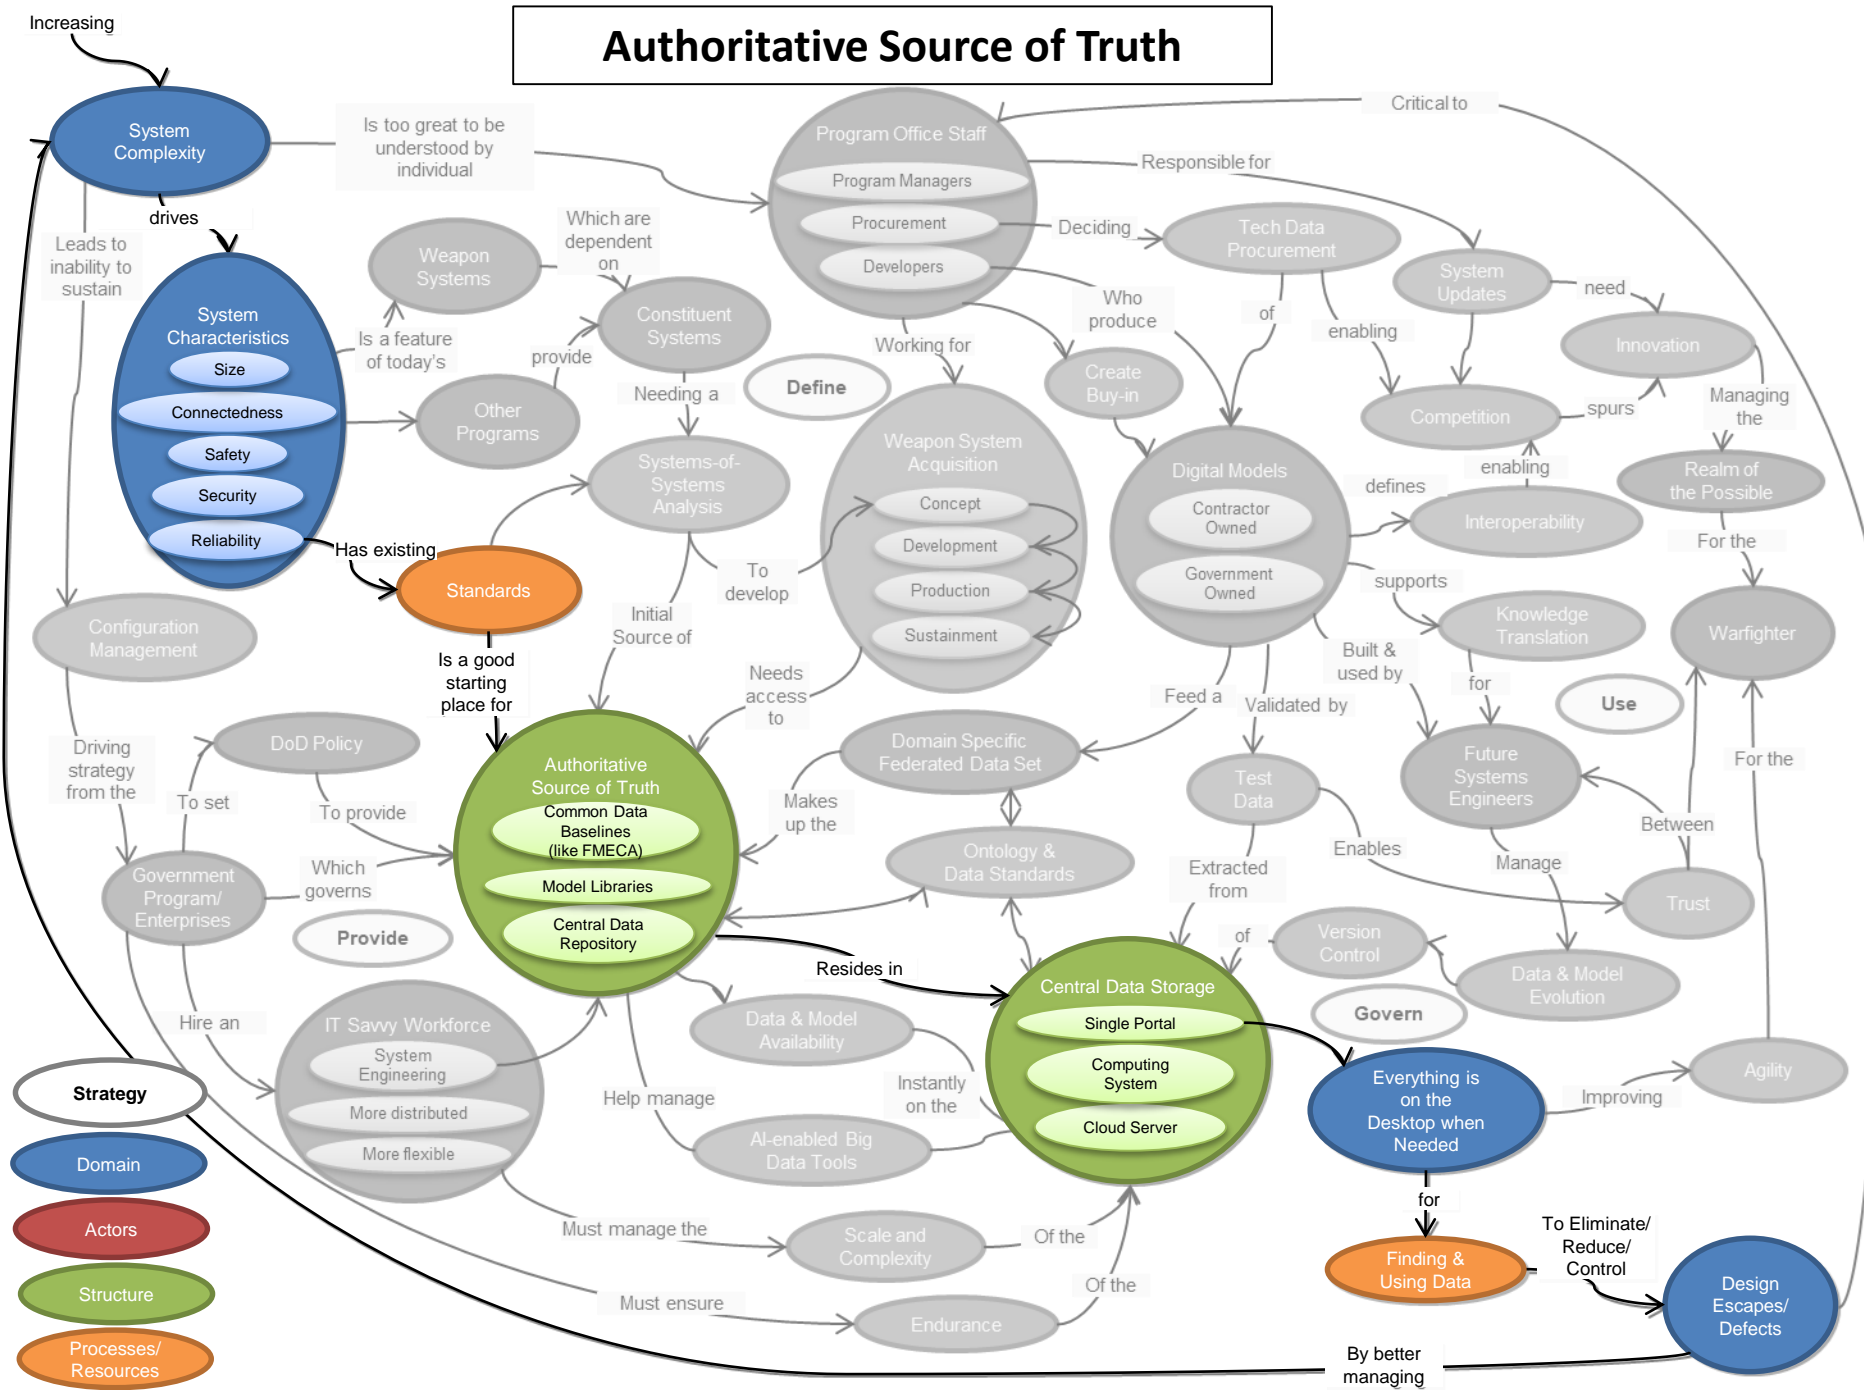 Increasing
Authoritative Source of Truth
System
Complexity
Is too great to be
understood by
individual
Program Office Staff
Program Managers
Procurement
Developers
Critical to
Responsible for
Deciding
Tech Data
Procurement
System
Updates
need
Innovation
drives
Leads to
inability to
sustain
Weapon
Systems
Which are
dependent
on
Constituent
Systems
System
Characteristics
Size
Connectedness
Safety
Security
Reliability
Is a feature
of today's
provide
Other
Programs
Needing a
Define
Working for
Create
Buy-in
Who
produce
of
enabling
Competition
spurs
Managing
the
Systems-of-
Systems
Analysis
Weapon System
Acquisition
Concept
Development
Production
Sustainment
Digital Models
Contractor
Owned
Government
Owned
defines
enabling
Interoperability
Realm of
the Possible
For the
Has existing
Standards
To
develop
Initial
Source of
supports
Knowledge
Translation
Warfighter
Configuration
Management
Is a good
starting
place for
Needs
access
to
Feed a
Validated by
Built &
used by
for
Use
Driving
strategy
from the
DoD Policy
To set
To provide
Authoritative
Source of Truth
Common Data
Baselines
(like FMECA)
Model Libraries
Central Data
Repository
Domain Specific
Federated Data Set
Makes
up the
Test
Data
Future
Systems
Engineers
For the
Between
Government
Program/
Enterprises
Which
governs
Ontology &
Data Standards
Extracted
from
Enables
Manage
Trust
Provide
Resides in
of
Version
Control
Data & Model
Evolution
Central Data Storage
Single Portal
Computing
System
Cloud Server
Govern
Hire an
IT Savvy Workforce
System
Engineering
More distributed
More flexible
Data & Model
Availability
Help manage
Instantly
on the
AI-enabled Big
Data Tools
Everything is
on the
Desktop when
Needed
Improving
Agility
Strategy
Domain
Actors
Structure
Processes/
Resources
Must manage the
Scale and
Complexity
Of the
for
Finding &
Using Data
To Eliminate/
Reduce/
Control
Design
Escapes/
Defects
Must ensure
Endurance
Of the
By better
managing